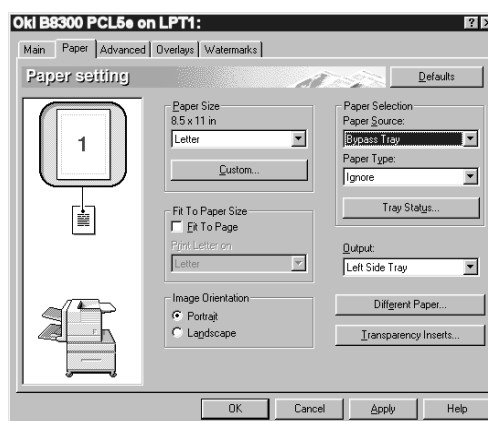 Oki B8300 PCL5e on LPT1:
Main Paper Advanced Overlays Watermarks
Paper setting
Defaults
1
Paper Size
8.5 x 11 in
Letter
Custom...
Fit To Paper Size
Fit To Page
Print Letter on
Letter
Image Orientation
Portrait
Landscape
Paper Selection
Paper Source:
Bypass Tray
Paper Type:
Ignore
Tray Status...
Output:
Left Side Tray
Different Paper...
Transparency Inserts...
OK Cancel Apply Help